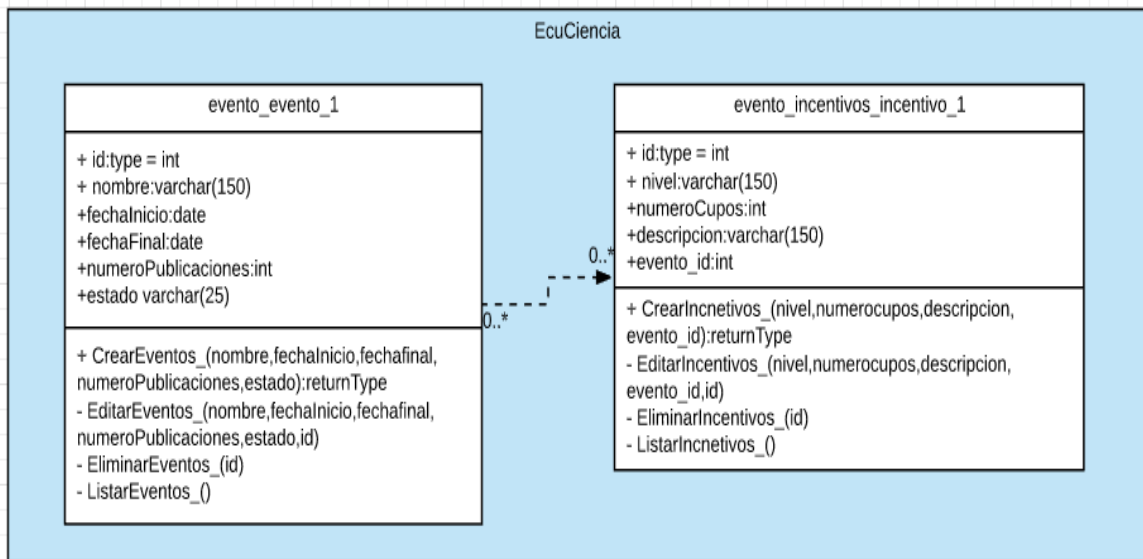 EcuCiencia
evento_evento_1
+ id:type = int
+ nombre:varchar(150)
+fechaInicio:date
+fechaFinal:date
+numeroPublicaciones:int
+estado varchar(25)
+ CrearEventos_(nombre,fechaInicio,fechafinal,
numeroPublicaciones,estado):returnType
- EditarEventos_(nombre,fechaInicio,fechafinal,
numeroPublicaciones,estado,id)
- EliminarEventos_(id)
- ListarEventos_()
0..*
0..*
evento_incentivos_incentivo_1
+ id:type = int
+ nivel:varchar(150)
+numeroCupos:int
+descripcion:varchar(150)
+evento_id:int
+ CrearIncnetivos_(nivel,numerocupos,descripcion,
evento_id):returnType
- EditarIncentivos_(nivel,numerocupos,descripcion,
evento_id,id)
- EliminarIncentivos_(id)
- ListarIncnetivos_()